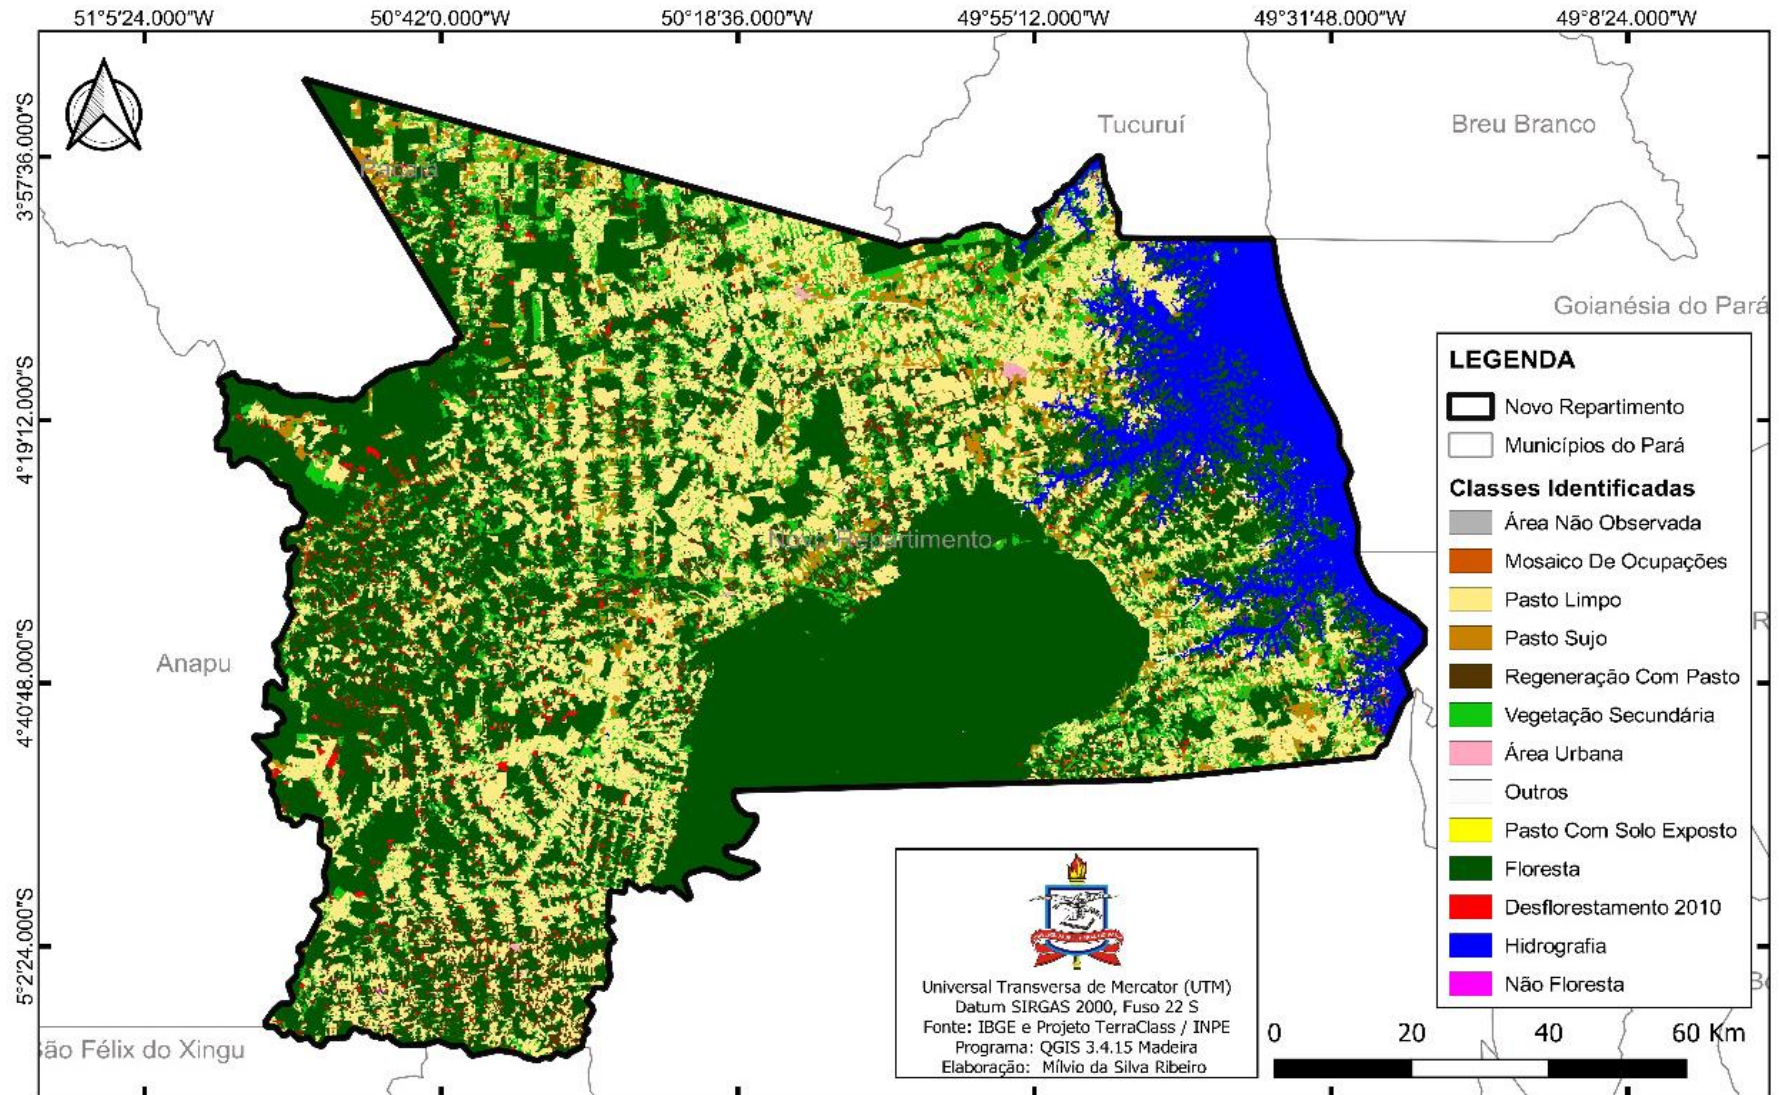 51°5'24.000"W 50°42'0.000"W 50°18'36.000"W 49°55'12.000"W 49°31'48.000"W 49°8'24.000"W
3°57'36.000"S
4°19'12.000"S
4°40'48.000"S
5°2'24.000"S
Tucuruí
Breu Branco
Pacajá
Goianésia do Pará
Novo Repartimento
Anapu
São Félix do Xingu
LEGENDA
Novo Repartimento
Municípios do Pará
Classes Identificadas
Área Não Observada
Mosaico De Ocupações
Pasto Limpo
Pasto Sujo
Regeneração Com Pasto
Vegetação Secundária
Área Urbana
Outros
Pasto Com Solo Exposto
Floresta
Desflorestamento 2010
Hidrografia
Não Floresta
Universal Transversa de Mercator (UTM)
Datum SIRGAS 2000, Fuso 22 S
Fonte: IBGE e Projeto TerraClass / INPE
Programa: QGIS 3.4.15 Madeira
Elaboração: Mílvio da Silva Ribeiro
0 20 40 60 Km